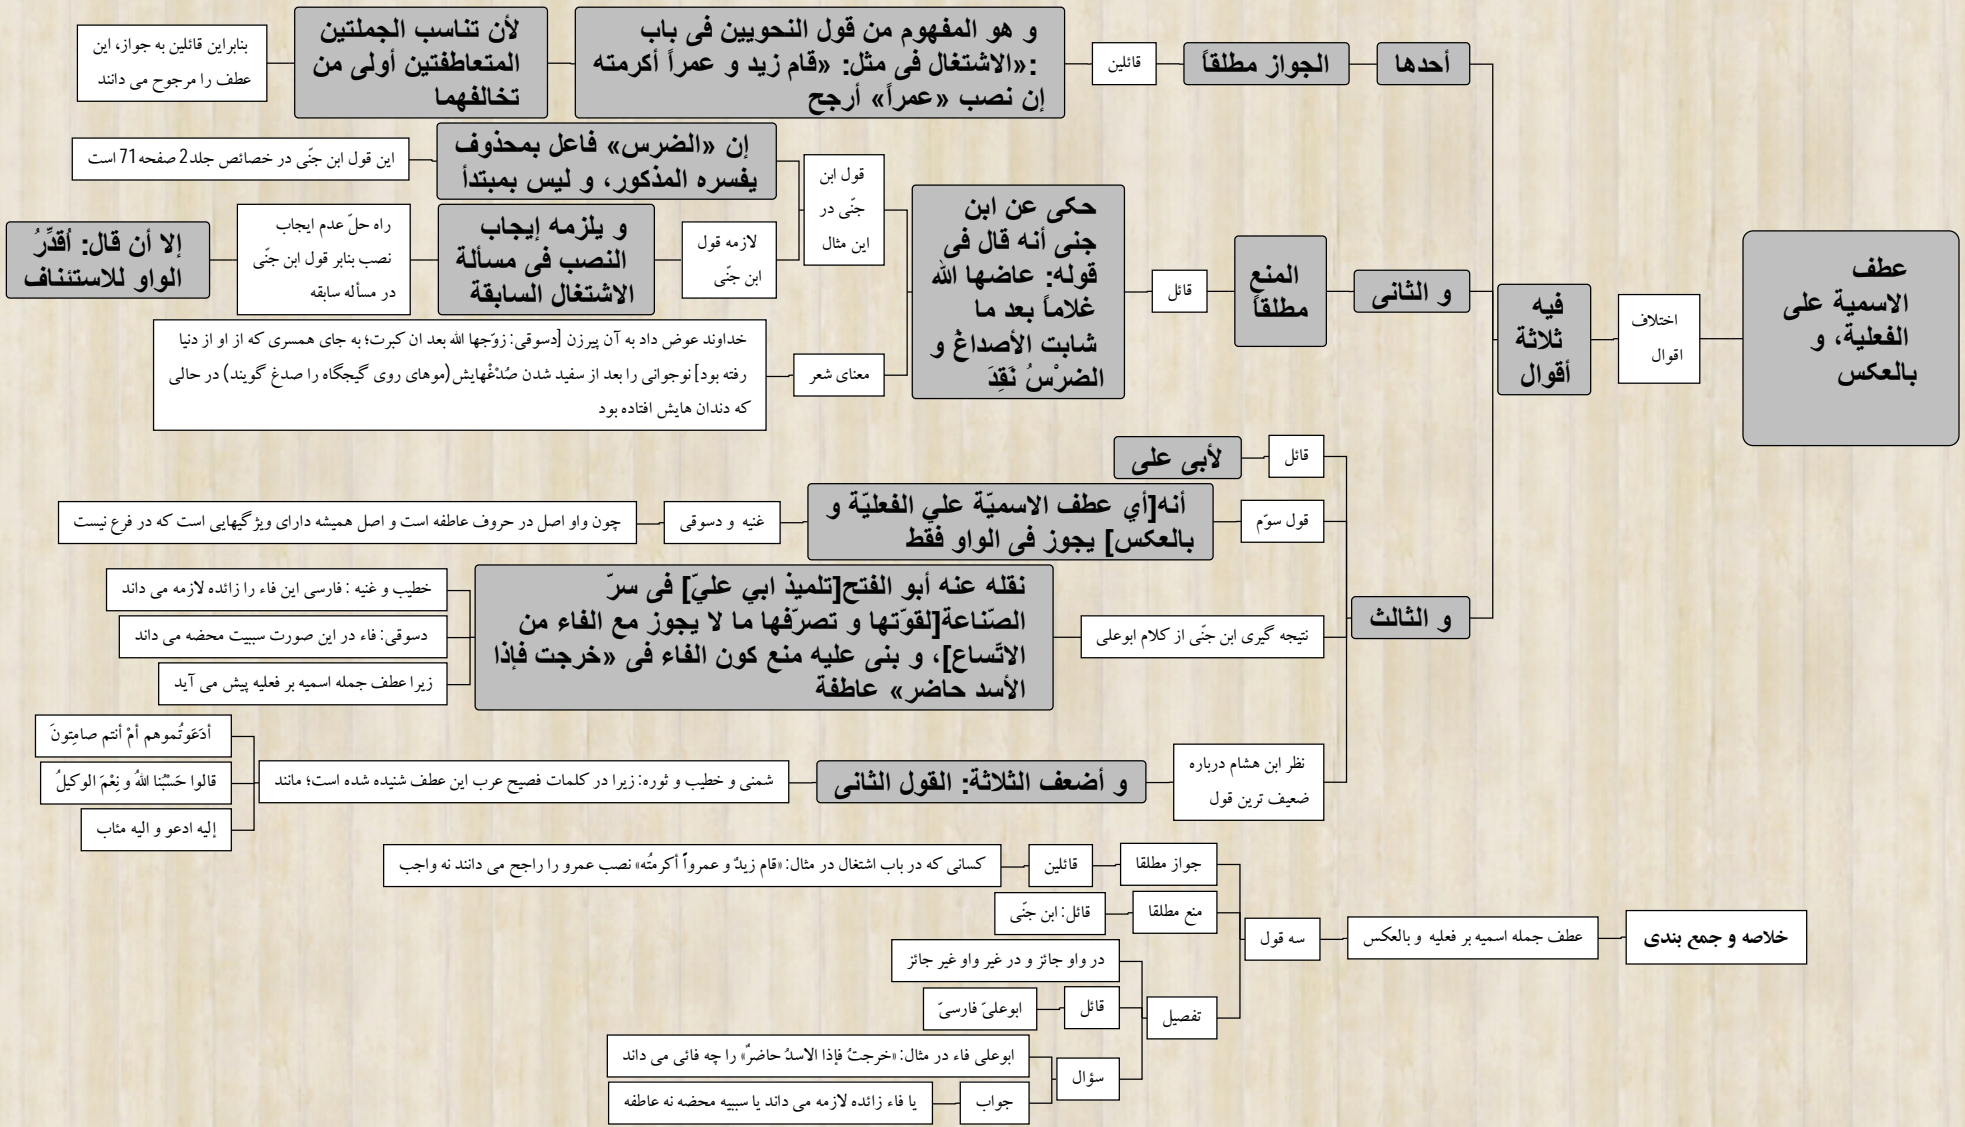 عطف
الاسمية على
الفعلية، و
بالعكس
اختلاف
اقوال
فيه
ثلاثة
أقوال
أحدها
الجواز مطلقاً
قائلين
و هو المفهوم من قول النحويين فى باب
:«الاشتغال فى مثل: «قام زيد و عمراً أكرمته
إن نصب «عمراً» أرجح
لأن تناسب الجملتين
المتعاطفتين أولى من
تخالفهما
بنابراین قائلین به جواز، این
عطف را مرجوح می دانند
و الثانى
المنع
مطلقاً
قائل
حكى عن ابن
جنى أنه قال فى
قوله: عاضها الله
غلاماً بعد ما
شابت الأصداغُ و
الضرْسُ نَقِدَ
قول ابن
جنّی در
این مثال
إن «الضرس» فاعل بمحذوف
يفسره المذكور، و ليس بمبتدأ
این قول ابن جنّی در خصائص جلد2 صفحه71 است
لازمه قول
ابن جنّی
و يلزمه إيجاب
النصب فى مسألة
الاشتغال السابقة
راه حلّ عدم ایجاب
نصب بنابر قول ابن جنّی
در مسأله سابقه
إلا أن قال: أقدِّرُ
الواو للاستئناف
معنای شعر
خداوند عوض داد به آن پیرزن [دسوقی: زوّجها الله بعد ان کبرت؛ به جای همسری که از او از دنیا
رفته بود] نوجوانی را بعد از سفید شدن صُدْغْهایش(موهای روی گیجگاه را صدغ گویند) در حالی
که دندان هایش افتاده بود
و الثالث
قائل
لأبى على
قول سوّم
أنه[أي عطف الاسميّة علي الفعليّة و
بالعكس] يجوز فى الواو فقط
غنیه و دسوقی
چون واو اصل در حروف عاطفه است و اصل همیشه دارای ویژگیهایی است که در فرع نیست
نتیجه گیری ابن جنّی از کلام ابوعلی
نقله عنه أبو الفتح[تلميذ ابي عليّ] فى سرّ
الصّناعة[لقوّتها و تصرّفها ما لا يجوز مع الفاء من
الاتّساع]، و بنى عليه منع كون الفاء فى «خرجت فإذا
الأسد حاضر» عاطفة
خطیب و غنیه : فارسی این فاء را زائده لازمه می داند
دسوقی: فاء در این صورت سببیت محضه می داند
زیرا عطف جمله اسمیه بر فعلیه پیش می آید
نظر ابن هشام درباره
ضعیف ترین قول
و أضعف الثلاثة: القول الثانى
شمنی و خطیب و ثوره: زیرا در کلمات فصیح عرب این عطف شنیده شده است؛ مانند
أدَعَوتُموهم أمْ أنتم صامِتونَ
قالوا حَسْبُنا اللهُ و نِعْمَ الوکیلُ
إلیه ادعو و الیه مئاب
خلاصه و جمع بندی
عطف جمله اسمیه بر فعلیه و بالعکس
سه قول
جواز مطلقا
قائلین
کسانی که در باب اشتغال در مثال: «قام زیدٌ و عمرواً أکرمتُه» نصب عمرو را راجح می دانند نه واجب
منع مطلقا
قائل: ابن جنّی
تفصیل
در واو جائز و در غیر واو غیر جائز
قائل
ابوعلیّ فارسیّ
سؤال
ابوعلی فاء در مثال: «خرجتُ فإذا الاسدُ حاضرٌ» را چه فائی می داند
جواب
یا فاء زائده لازمه می داند یا سببیه محضه نه عاطفه